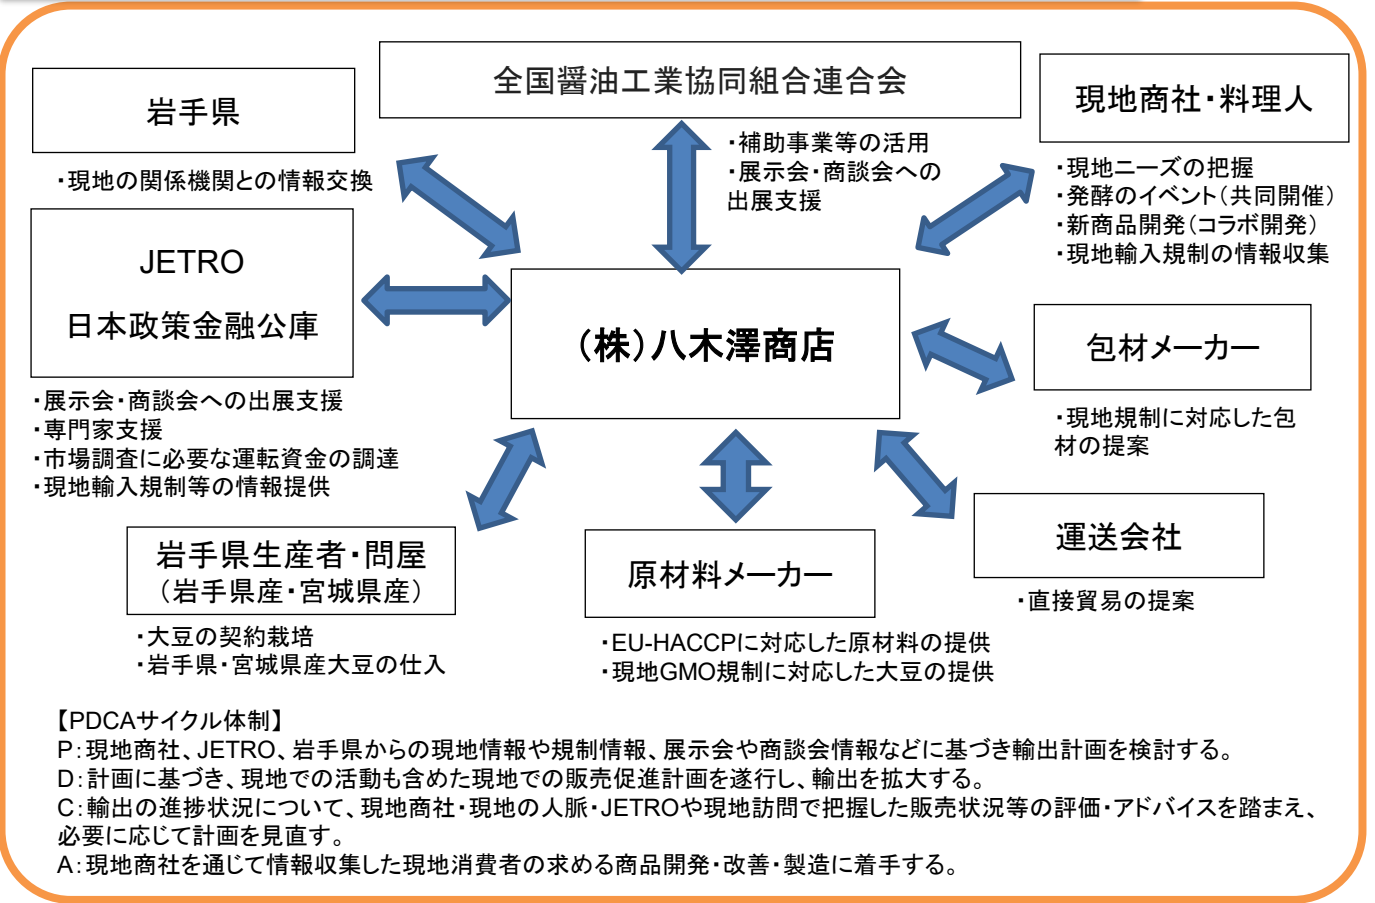 全国醤油工業協同組合連合会
・補助事業等の活用
・展示会・商談会への
出展支援
岩手県
・現地の関係機関との情報交換
現地商社・料理人
・現地ニーズの把握
・発酵のイベント(共同開催)
・新商品開発(コラボ開発)
・現地輸入規制の情報収集
JETRO
日本政策金融公庫
・展示会・商談会への出展支援
・専門家支援
・市場調査に必要な運転資金の調達
・現地輸入規制等の情報提供
(株)八木澤商店
包材メーカー
・現地規制に対応した包
材の提案
岩手県生産者・問屋
(岩手県産・宮城県産)
・大豆の契約栽培
・岩手県・宮城県産大豆の仕入
原材料メーカー
・EU-HACCPに対応した原材料の提供
・現地GMO規制に対応した大豆の提供
運送会社
・直接貿易の提案
【PDCAサイクル体制】
P:現地商社、JETRO、岩手県からの現地情報や規制情報、展示会や商談会情報などに基づき輸出計画を検討する。
D:計画に基づき、現地での活動も含めた現地での販売促進計画を遂行し、輸出を拡大する。
C:輸出の進捗状況について、現地商社・現地の人脈・JETROや現地訪問で把握した販売状況等の評価・アドバイスを踏まえ、
必要に応じて計画を見直す。
A:現地商社を通じて情報収集した現地消費者の求める商品開発・改善・製造に着手する。